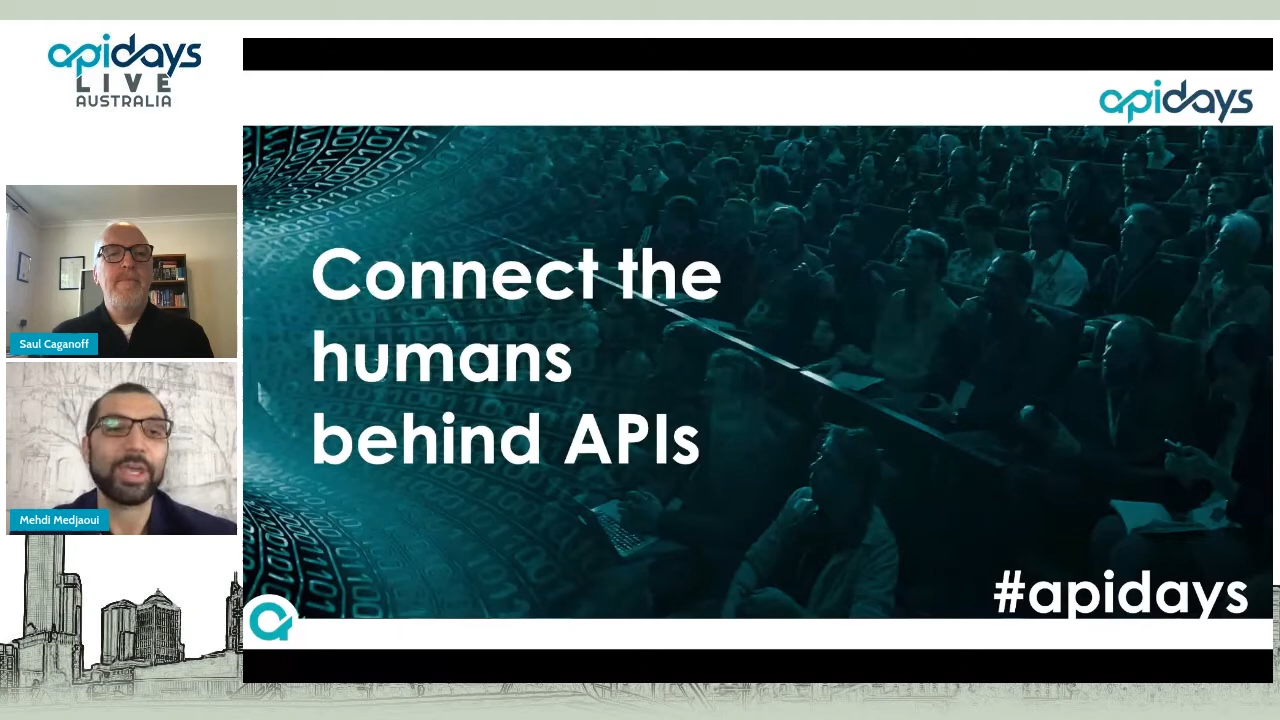 apidays
LIVE
AUSTRALIA
apidays
Saul Caganoff
Mehdi Medjaoui
Connect the
humans
behind APIs
#apidays